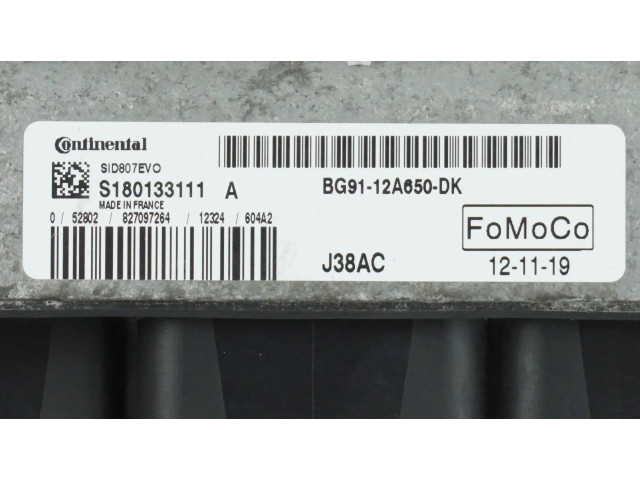 Continental
SID807EVO
S180133111 A
MADE IN FRANCE
0 / 52802 / 827097264 / 12324 / 604A2
BG91-12A650-DK
FoMoCo
J38AC
12-11-19